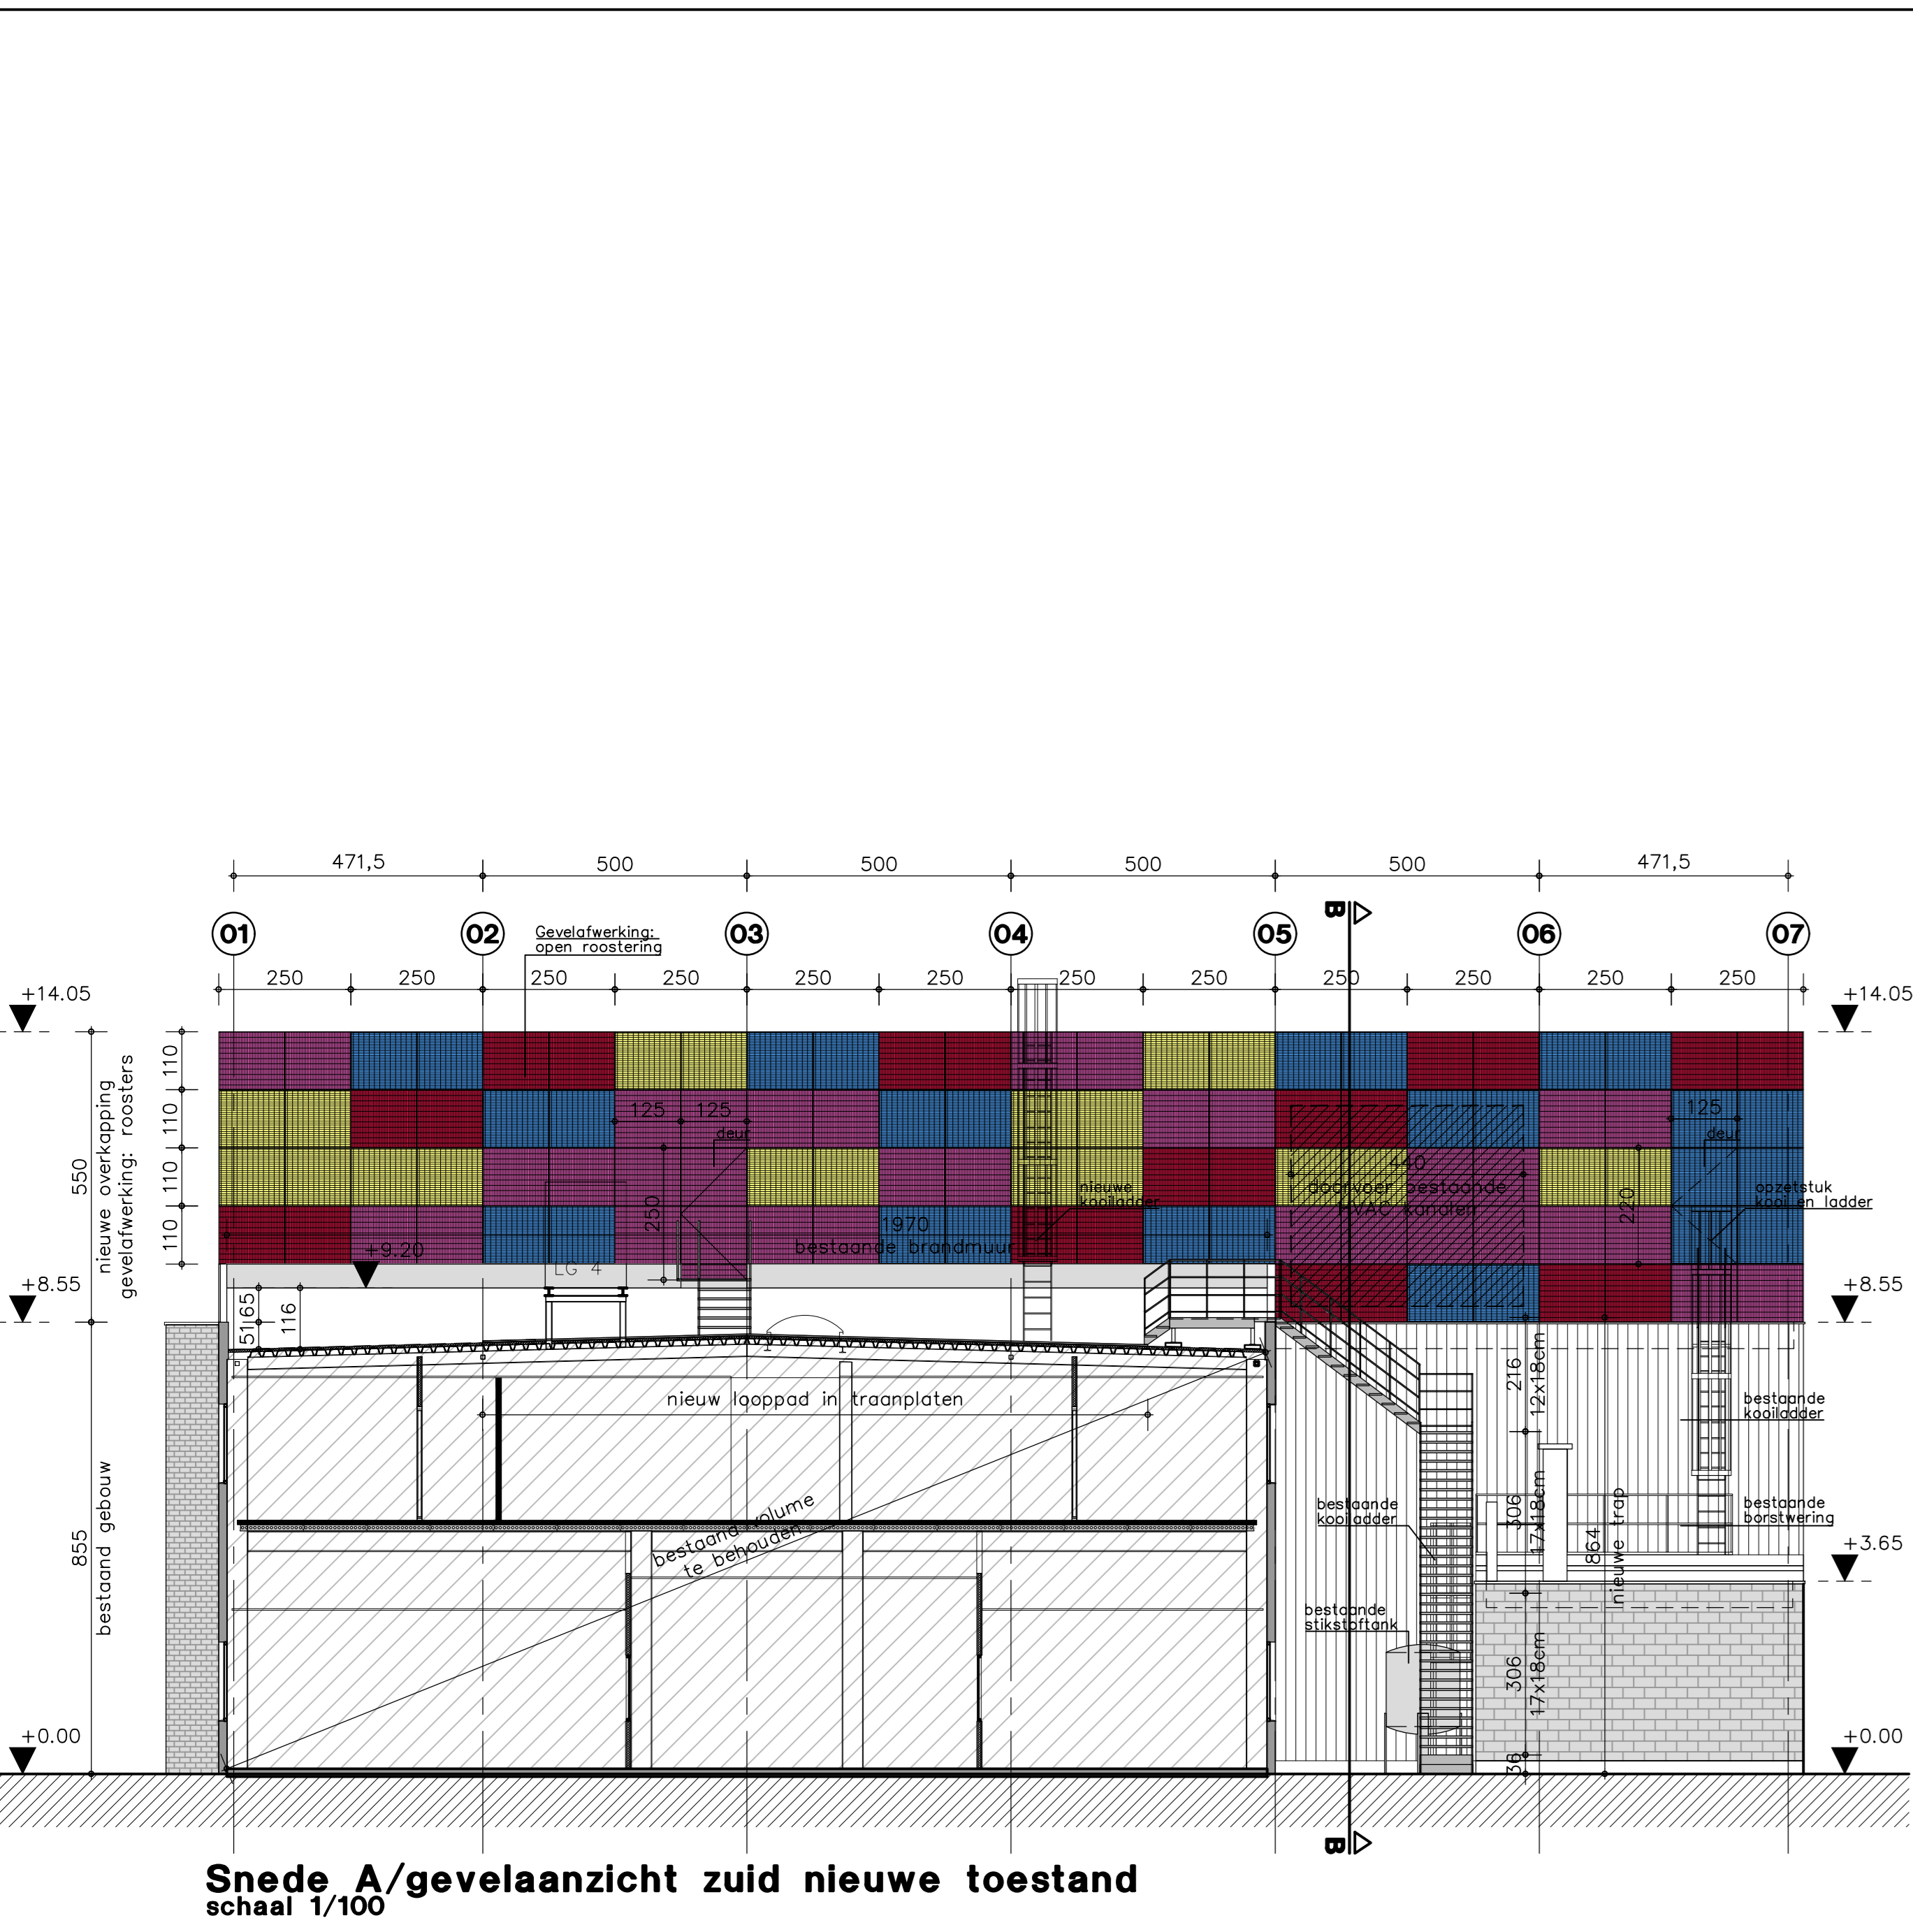 471,5 500 500 500 500 471,5
01 02 03 04 05 06 07
B
Gevelafwerking:
open roostering
250 250 250 250 250 250 250 250 250 250 250 250
+14.05
+14.05
110
110
110
110
550
nieuwe overkapping
gevelafwerking: roosters
125 125
deur
250
125
deur
440
doorvoer bestaande
HVAC kanalen
220
nieuwe
kooiladder
opzetstuk
kooi en ladder
1970
bestaande brandmuur
+9.20
LG 4
+8.55
+8.55
65
51
116
nieuw looppad in traanplaten
216
12x18cm
bestaande
kooiladder
bestaand volume
te behouden
bestaande
kooiladder
306
17x18cm
864
nieuwe trap
bestaande
borstwering
855
bestaand gebouw
+3.65
bestaande
stikstoftank
306
17x18cm
36
+0.00
+0.00
B
Snede A/gevelaanzicht zuid nieuwe toestand
schaal 1/100